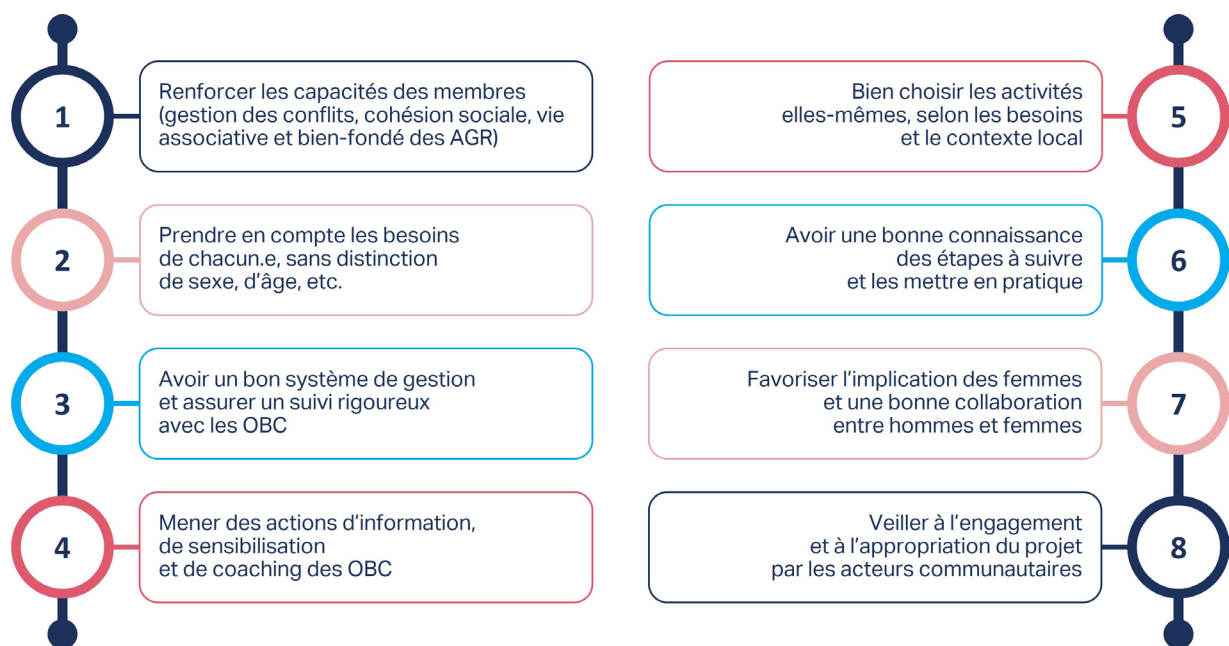 1
Renforcer les capacités des membres
(gestion des conflits, cohésion sociale, vie
associative et bien-fondé des AGR)
2
Prendre en compte les besoins
de chacun.e, sans distinction
de sexe, d’âge, etc.
3
Avoir un bon système de gestion
et assurer un suivi rigoureux
avec les OBC
4
Mener des actions d’information,
de sensibilisation
et de coaching des OBC
5
Bien choisir les activités
elles-mêmes, selon les besoins
et le contexte local
6
Avoir une bonne connaissance
des étapes à suivre
et les mettre en pratique
7
Favoriser l’implication des femmes
et une bonne collaboration
entre hommes et femmes
8
Veiller à l’engagement
et à l’appropriation du projet
par les acteurs communautaires